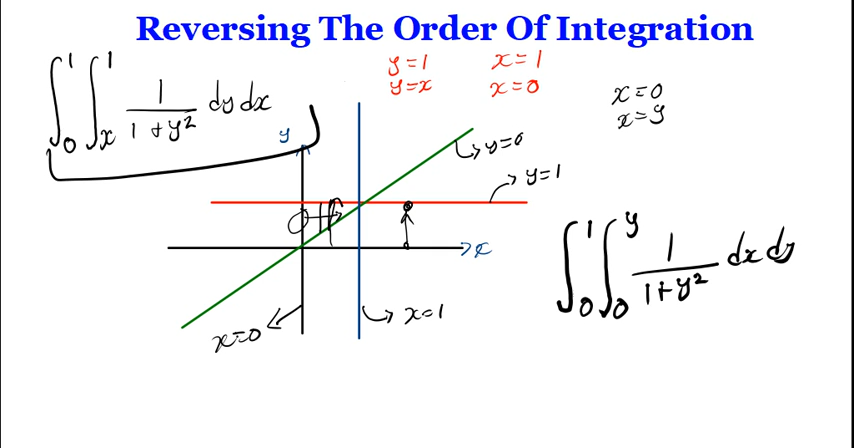 Reversing The Order Of Integration
∫₀¹ ∫ₓ¹ 1/(1+y²) dy dx
y=1 x=1
y=x x=0
x=0
x=y
y
y=0
y=1
x
x=0
x=1
∫₀¹ ∫₀ʸ 1/(1+y²) dx dy